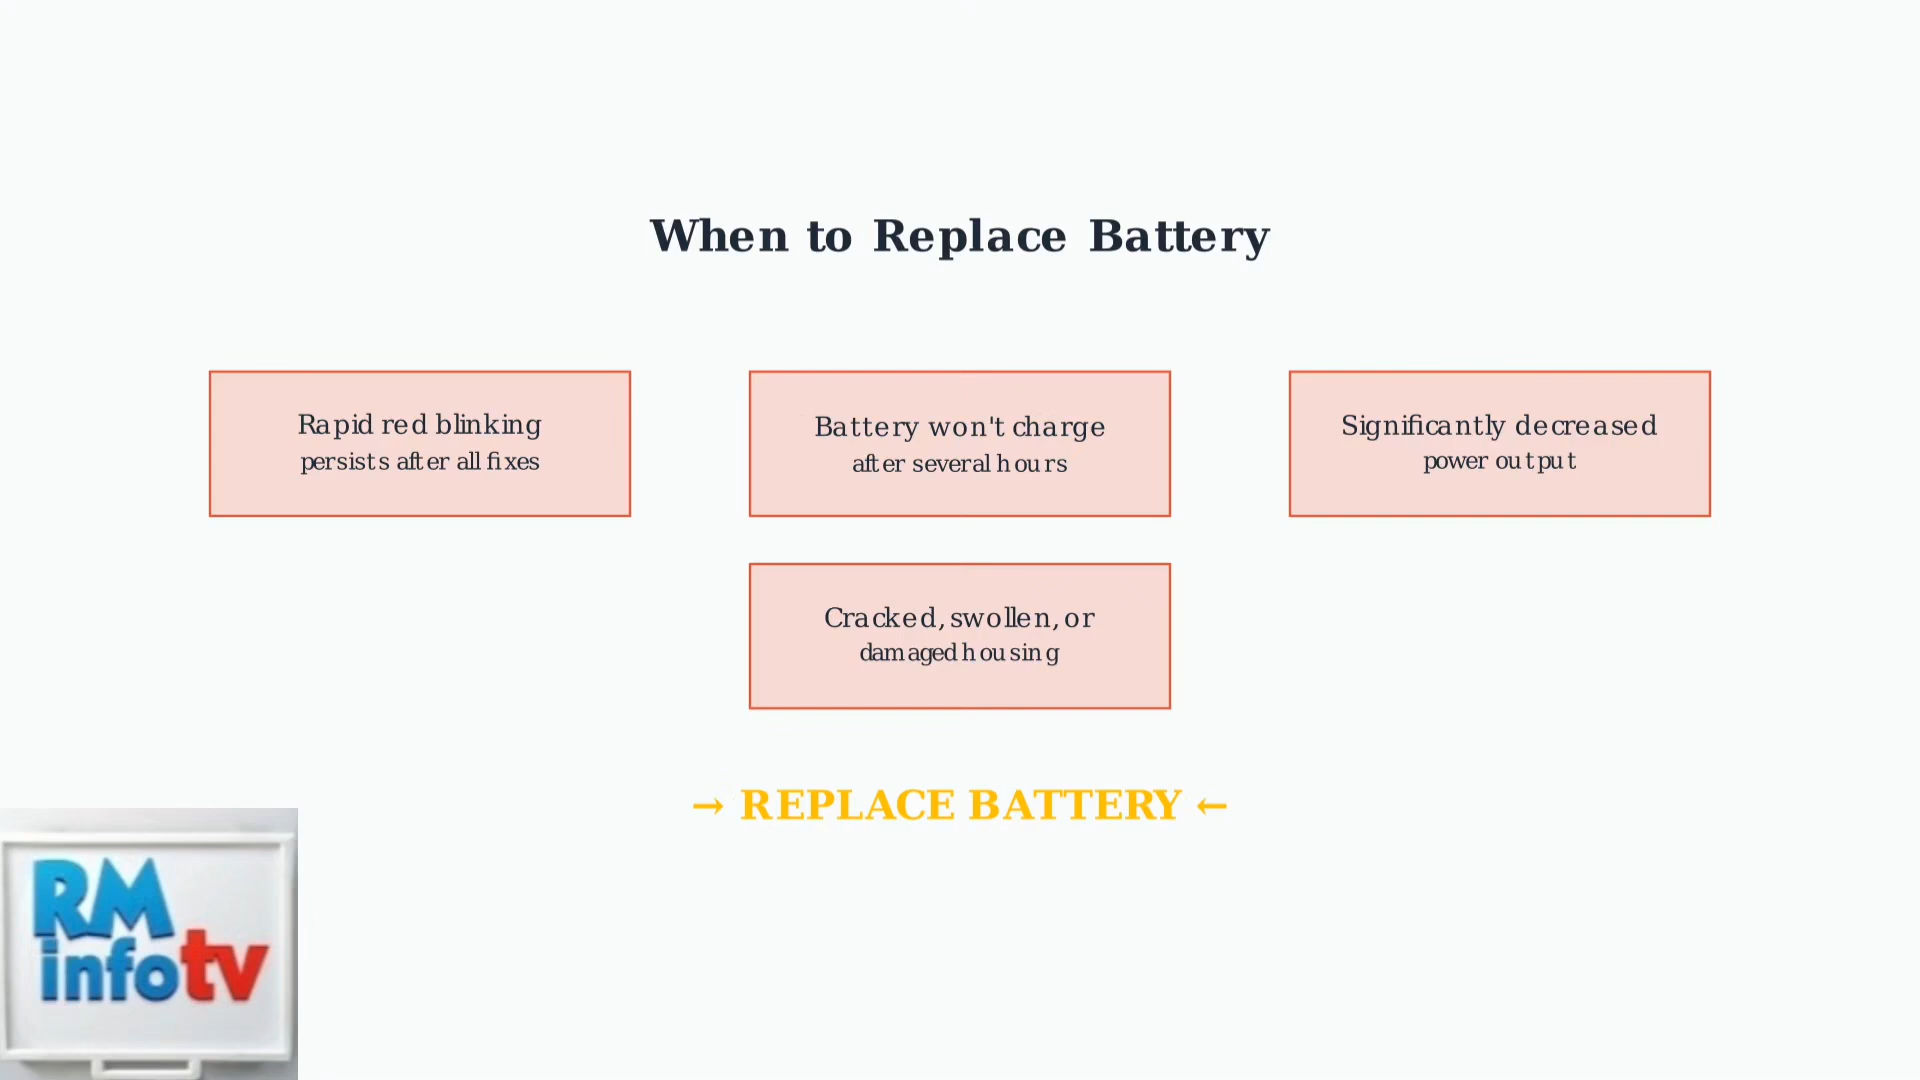 When to Replace Battery
Rapid red blinking
persists after all fixes
Battery won't charge
after several hours
Significantly decreased
power output
Cracked, swollen, or
damaged housing
→ REPLACE BATTERY ←
RM
infotv